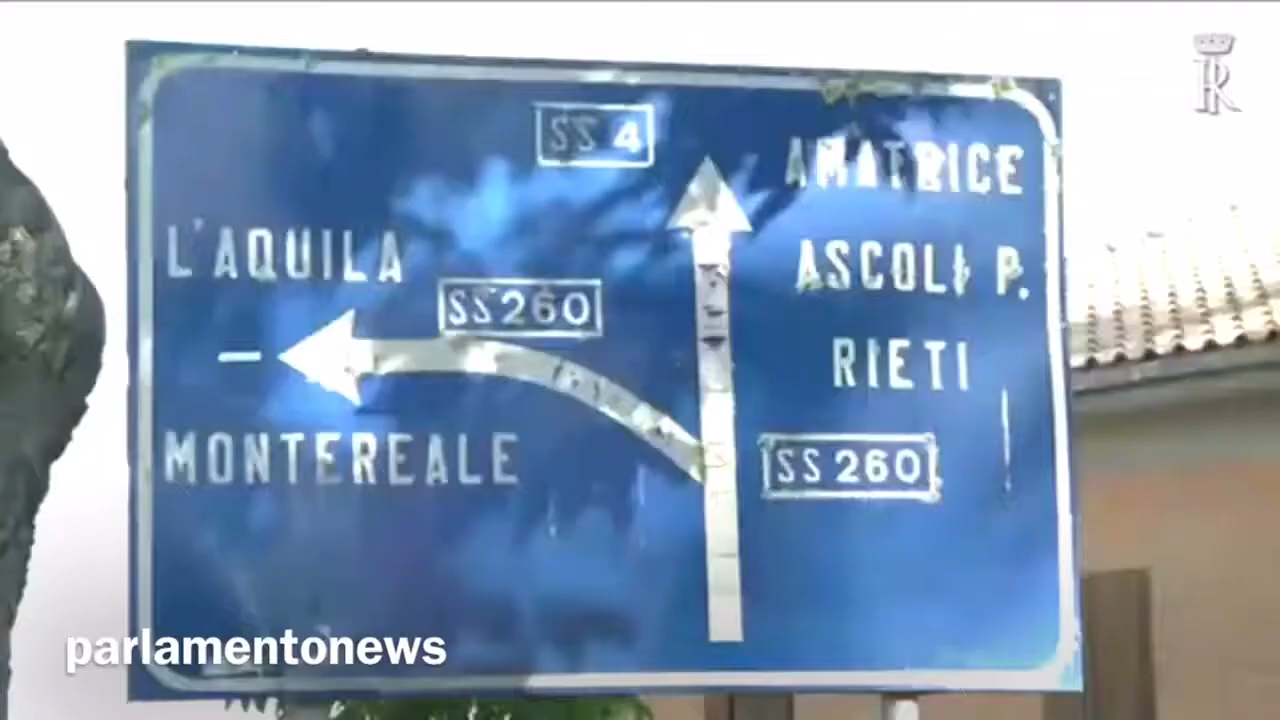 SS 4
AMATRICE
ASCOLI P.
RIETI
L'AQUILA
SS 260
MONTEREALE
SS 260
parlamentonews